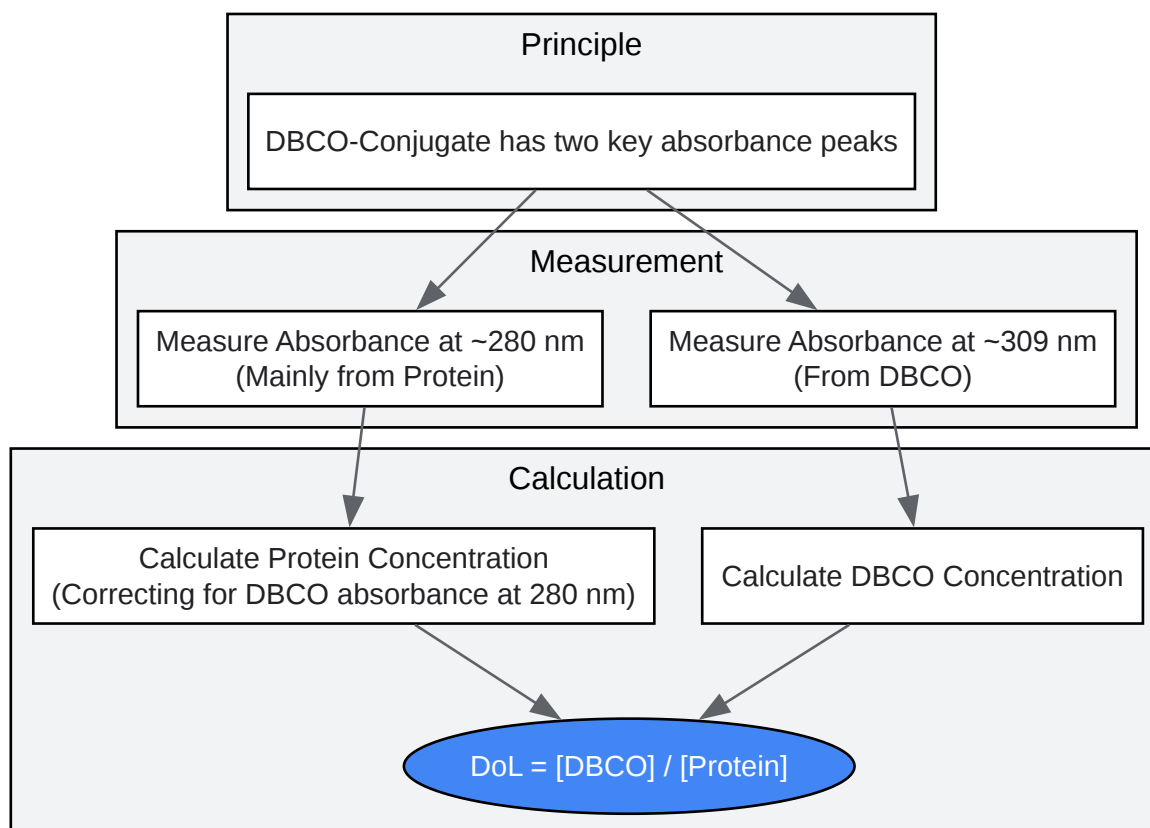 Principle
DBCO-Conjugate has two key absorbance peaks
Measurement
Measure Absorbance at ~280 nm
(Mainly from Protein)
Measure Absorbance at ~309 nm
(From DBCO)
Calculation
Calculate Protein Concentration
(Correcting for DBCO absorbance at 280 nm)
Calculate DBCO Concentration
DoL = [DBCO] / [Protein]